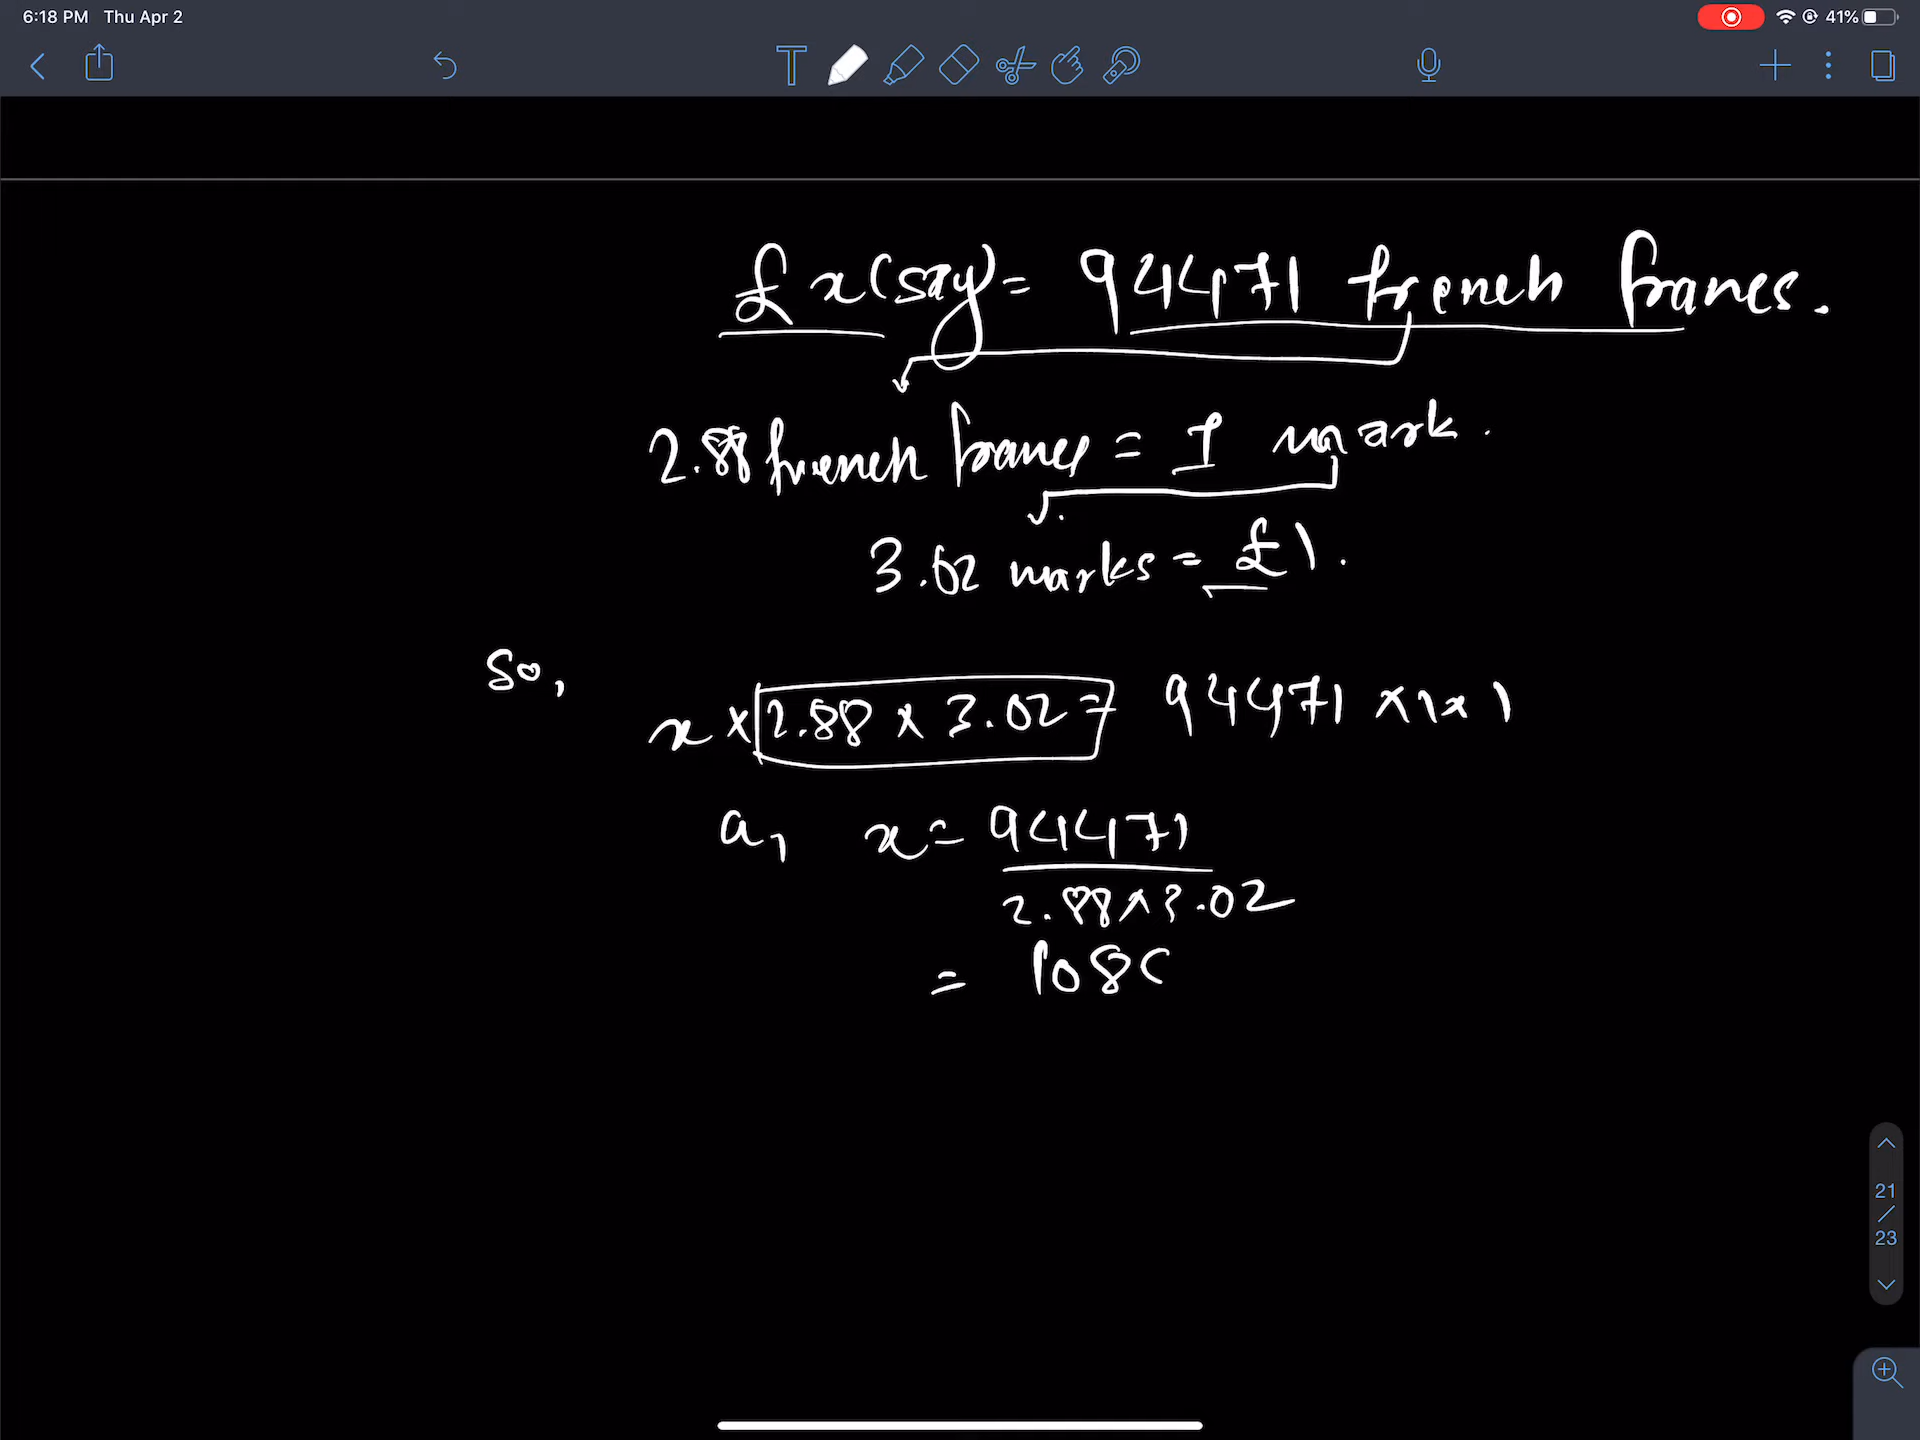 6:18 PM Thu Apr 2
41%
T
£ x (say) = 94471 french francs.
2.88 french francs = 1 mark.
3.02 marks = £1.
So,
x × 2.88 × 3.02 = 94471 × 1 × 1
a, x = 94471
2.88 × 3.02
= 1086
21
/
23